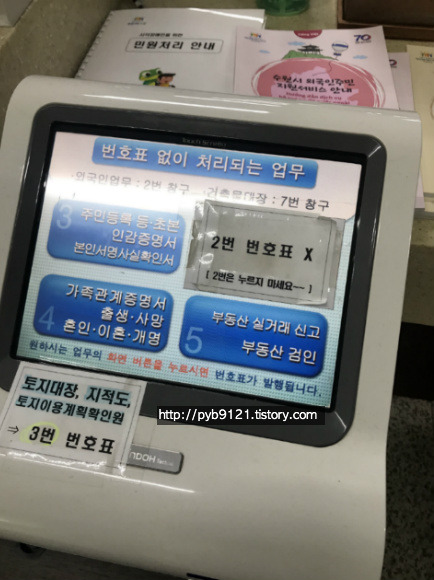 민원처리 안내
수원시 외국인주민
지원서비스 안내
70
번호표 없이 처리되는 업무
외국인업무 : 2번 창구
건축물대장 : 7번 창구
3
주민등록 등·초본
인감증명서
본인서명사실확인서
2번 번호표 X
[ 2번은 누르지 마세요~~ ]
4
가족관계증명서
출생·사망
혼인·이혼·개명
5
부동산 실거래 신고
부동산 검인
원하시는 업무의 화면 버튼을 누르시면 번호표가 발행됩니다.
토지대장, 지적도,
토지이용계획확인원
⇒ 3번 번호표
http://pyb9121.tistory.com